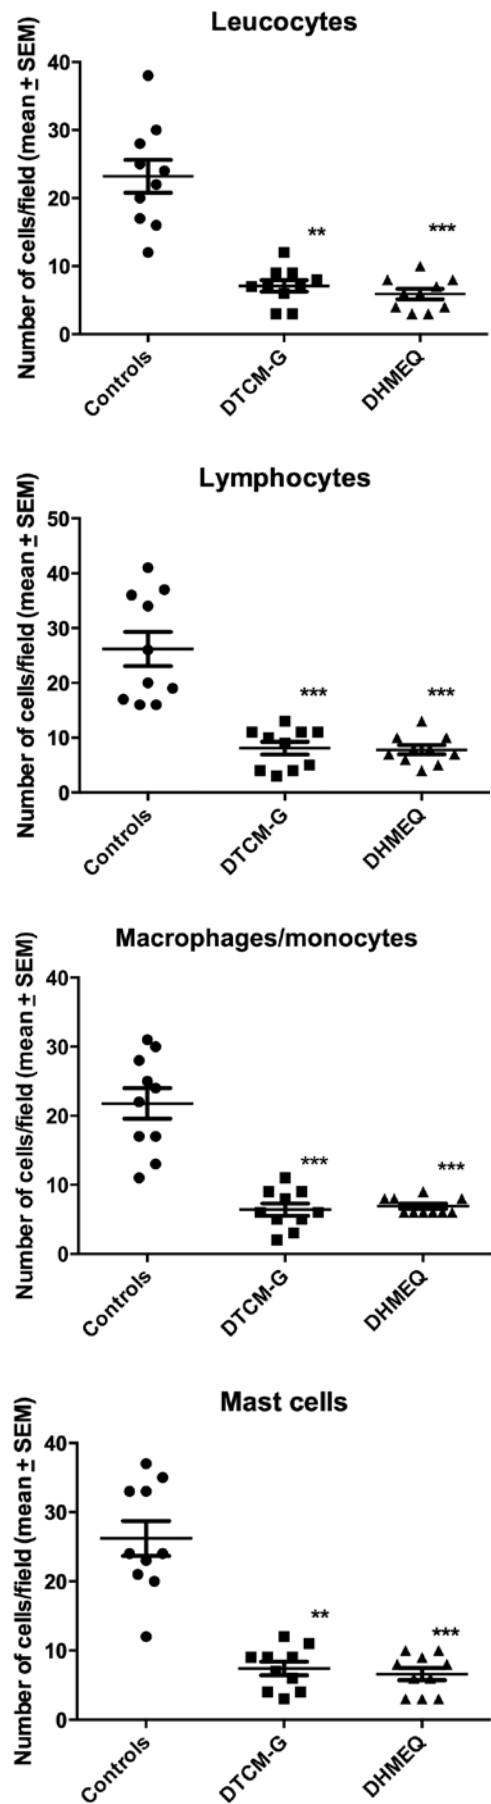 Leucocytes
Number of cells/field (mean ± SEM)
40
30
20
10
0
**
***
Controls
DTCM-G
DHMEQ
Lymphocytes
Number of cells/field (mean ± SEM)
50
40
30
20
10
0
***
***
Controls
DTCM-G
DHMEQ
Macrophages/monocytes
Number of cells/field (mean ± SEM)
40
30
20
10
0
***
***
Controls
DTCM-G
DHMEQ
Mast cells
Number of cells/field (mean ± SEM)
40
30
20
10
0
**
***
Controls
DTCM-G
DHMEQ